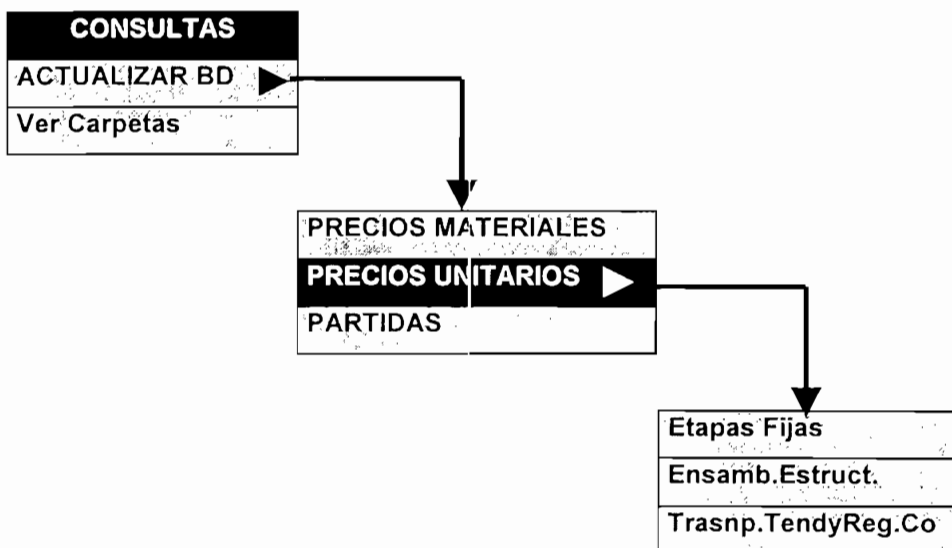 CONSULTAS
ACTUALIZAR BD
Ver Carpetas
PRECIOS MATERIALES
PRECIOS UNITARIOS
PARTIDAS
Etapas Fijas
Ensamb.Estruct.
Trasnp.TendyReg.Co